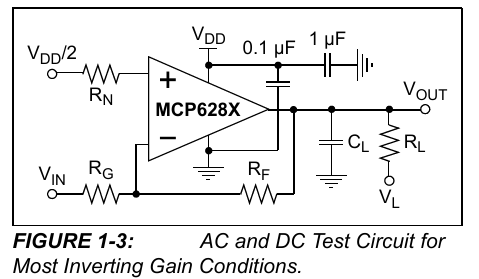 V_DD
0.1 µF
1 µF
V_DD/2
R_N
+
MCP628X
–
V_OUT
V_IN
R_G
R_F
C_L
R_L
V_L
FIGURE 1-3: AC and DC Test Circuit for
Most Inverting Gain Conditions.